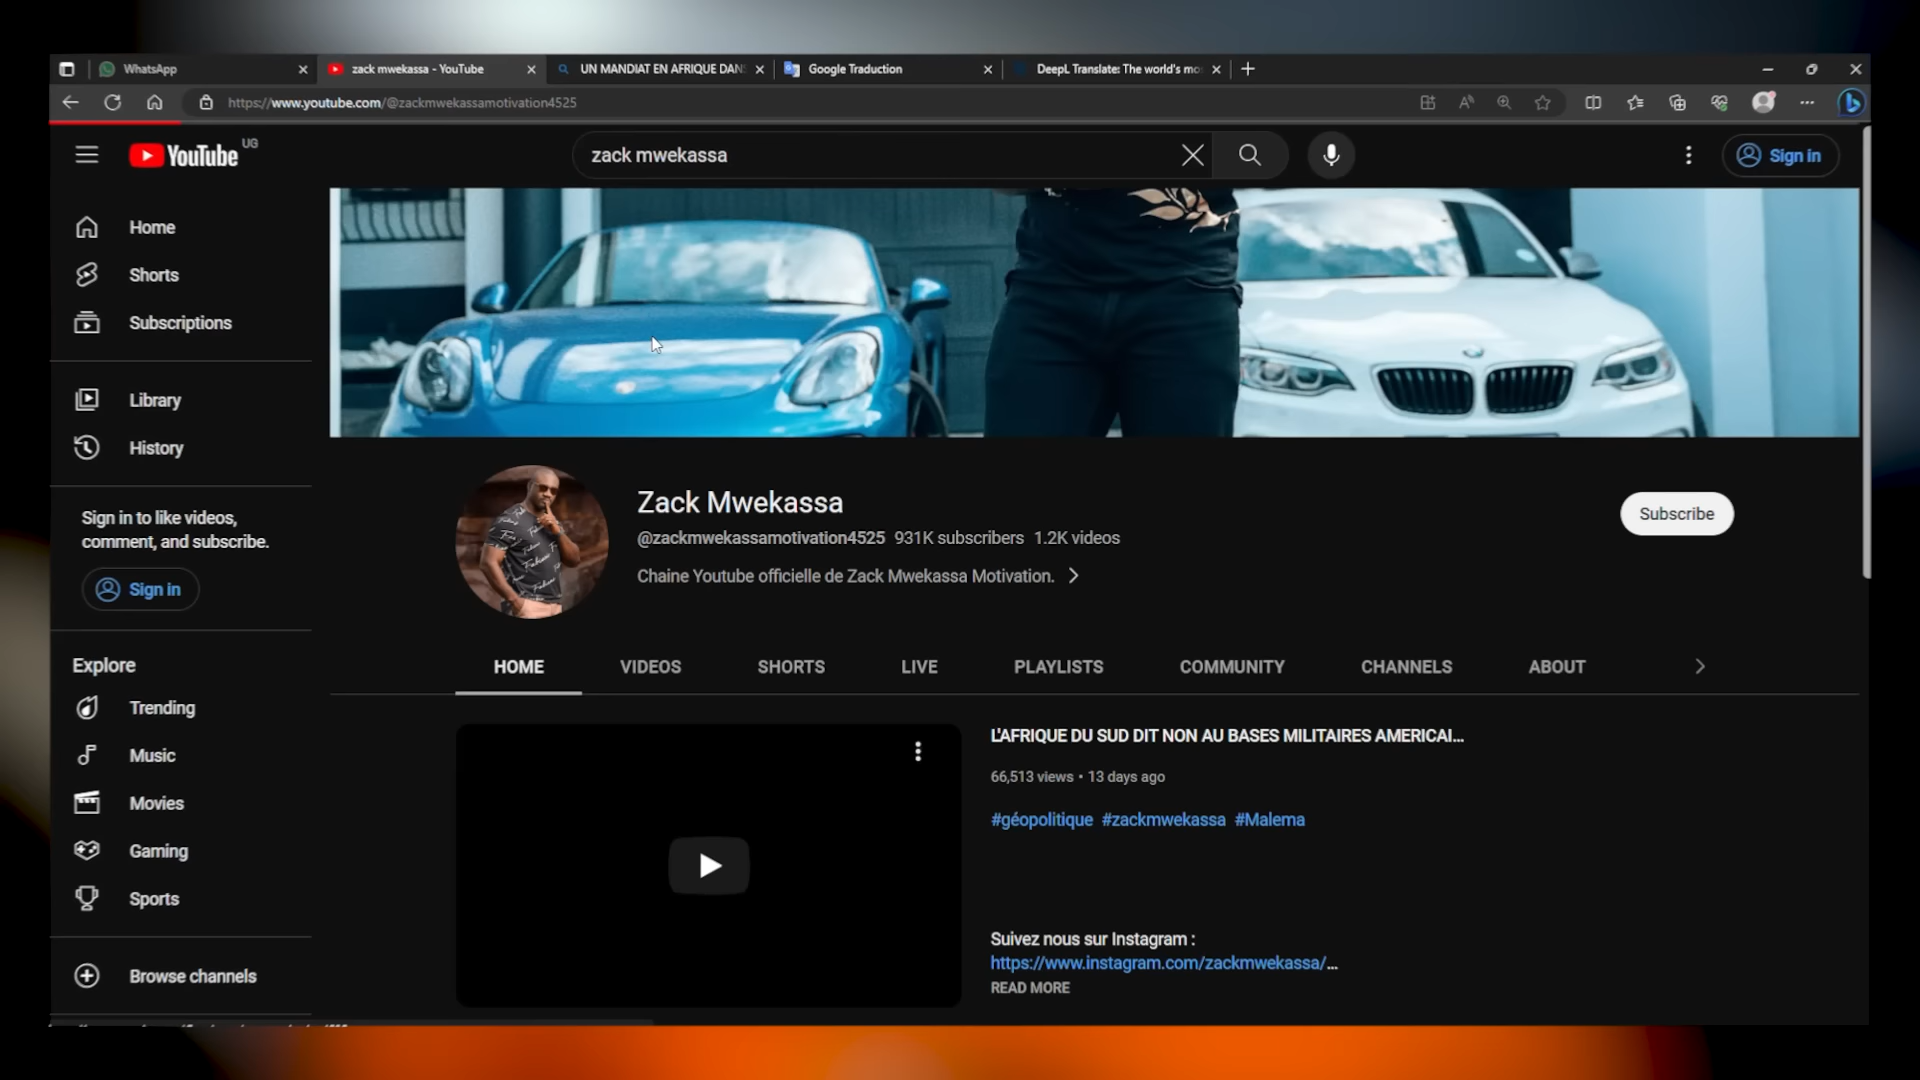 WhatsApp
zack mwekassa - YouTube
UN MANDIAT EN AFRIQUE DAN
Google Traduction
DeepL Translate: The world's mo
https://www.youtube.com/@zackmwekassamotivation4525
YouTube UG
zack mwekassa
Sign in
Home
Shorts
Subscriptions
Library
History
Sign in to like videos,
comment, and subscribe.
Sign in
Explore
Trending
Music
Movies
Gaming
Sports
Browse channels
Zack Mwekassa
@zackmwekassamotivation4525 931K subscribers 1.2K videos
Chaine Youtube officielle de Zack Mwekassa Motivation.
Subscribe
HOME VIDEOS SHORTS LIVE PLAYLISTS COMMUNITY CHANNELS ABOUT
L'AFRIQUE DU SUD DIT NON AU BASES MILITAIRES AMERICAI...
66,513 views • 13 days ago
#géopolitique #zackmwekassa #Malema
Suivez nous sur Instagram :
https://www.instagram.com/zackmwekassa/...
READ MORE